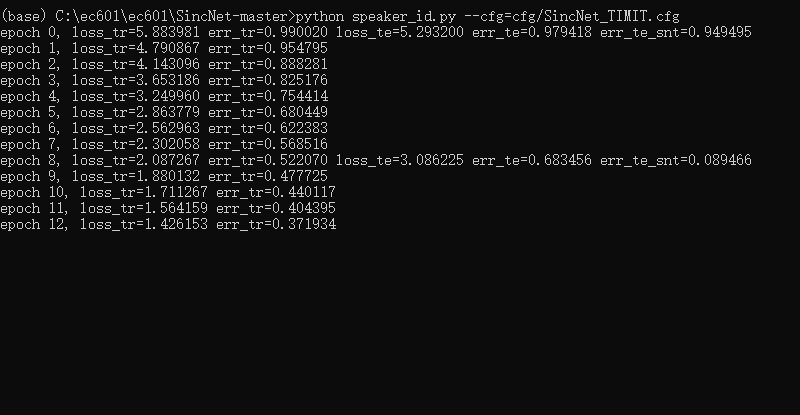 (base) C:\ec601\ec601\SincNet-master>python speaker_id.py --cfg=cfg/SincNet_TIMIT.cfg
epoch 0, loss_tr=5.883981 err_tr=0.990020 loss_te=5.293200 err_te=0.979418 err_te_snt=0.949495
epoch 1, loss_tr=4.790867 err_tr=0.954795
epoch 2, loss_tr=4.143096 err_tr=0.888281
epoch 3, loss_tr=3.653186 err_tr=0.825176
epoch 4, loss_tr=3.249960 err_tr=0.754414
epoch 5, loss_tr=2.863779 err_tr=0.680449
epoch 6, loss_tr=2.562963 err_tr=0.622383
epoch 7, loss_tr=2.302058 err_tr=0.568516
epoch 8, loss_tr=2.087267 err_tr=0.522070 loss_te=3.086225 err_te=0.683456 err_te_snt=0.089466
epoch 9, loss_tr=1.880132 err_tr=0.477725
epoch 10, loss_tr=1.711267 err_tr=0.440117
epoch 11, loss_tr=1.564159 err_tr=0.404395
epoch 12, loss_tr=1.426153 err_tr=0.371934